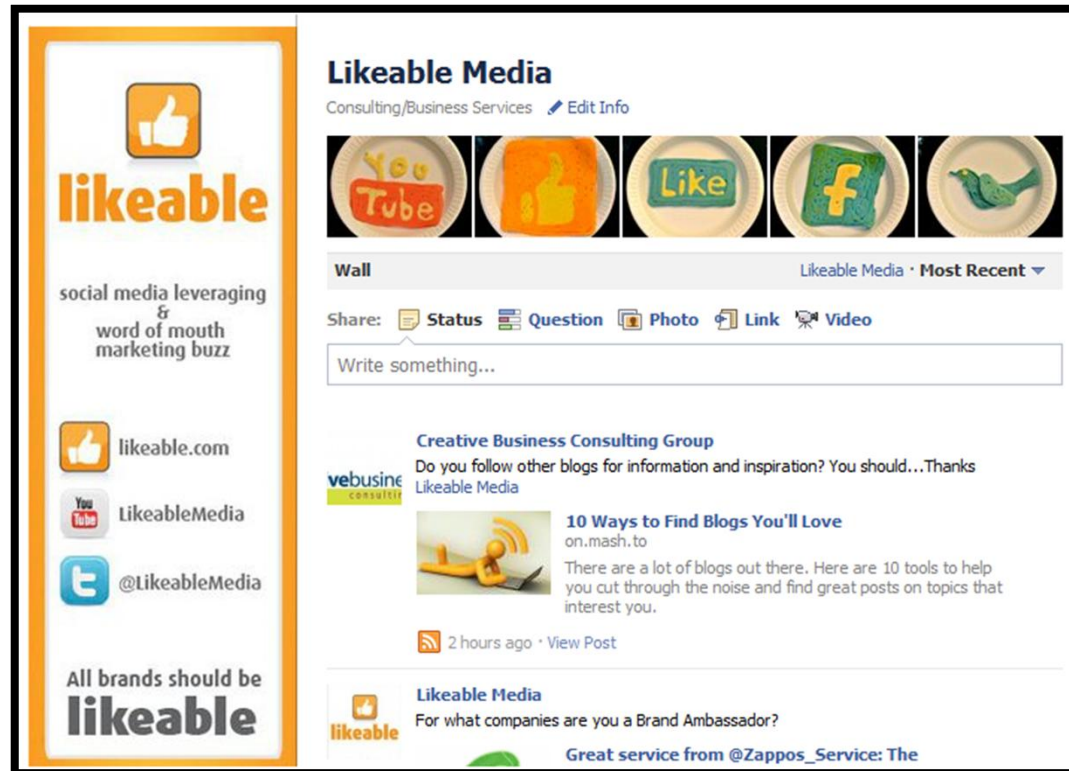 likeable
social media leveraging
&
word of mouth
marketing buzz
likeable.com
You
Tube
LikeableMedia
t
@LikeableMedia
All brands should be
likeable
Likeable Media
Consulting/Business Services Edit Info
You
Tube
Like
f
Wall
Likeable Media · Most Recent
Share: Status Question Photo Link Video
Write something...
Creative Business Consulting Group
Do you follow other blogs for information and inspiration? You should...Thanks
Likeable Media
vebusine
consultin
10 Ways to Find Blogs You'll Love
on.mash.to
There are a lot of blogs out there. Here are 10 tools to help
you cut through the noise and find great posts on topics that
interest you.
2 hours ago · View Post
Likeable Media
For what companies are you a Brand Ambassador?
likeable
Great service from @Zappos_Service: The